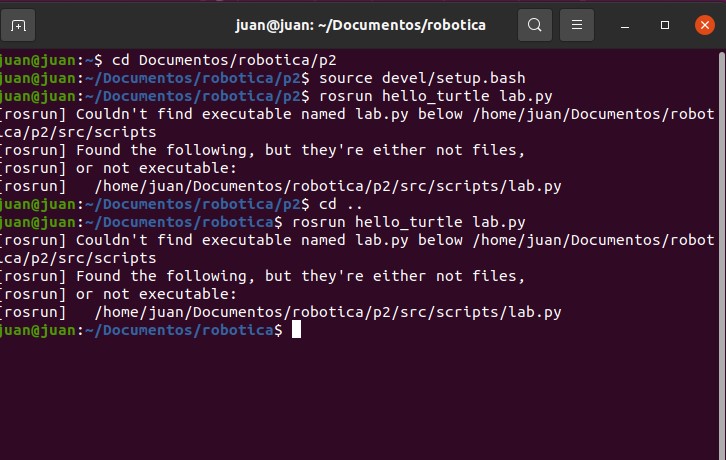 juan@juan: ~/Documentos/robotica
juan@juan:~$ cd Documentos/robotica/p2
juan@juan:~/Documentos/robotica/p2$ source devel/setup.bash
juan@juan:~/Documentos/robotica/p2$ rosrun hello_turtle lab.py
[rosrun] Couldn't find executable named lab.py below /home/juan/Documentos/robot
ica/p2/src/scripts
[rosrun] Found the following, but they're either not files,
[rosrun] or not executable:
[rosrun]   /home/juan/Documentos/robotica/p2/src/scripts/lab.py
juan@juan:~/Documentos/robotica/p2$ cd ..
juan@juan:~/Documentos/robotica$ rosrun hello_turtle lab.py
[rosrun] Couldn't find executable named lab.py below /home/juan/Documentos/robot
ica/p2/src/scripts
[rosrun] Found the following, but they're either not files,
[rosrun] or not executable:
[rosrun]   /home/juan/Documentos/robotica/p2/src/scripts/lab.py
juan@juan:~/Documentos/robotica$